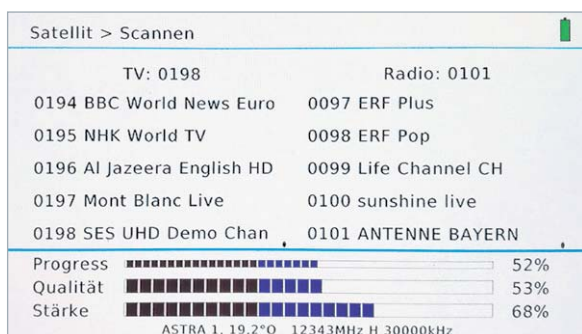 Satellit > Scannen
TV: 0198
0194 BBC World News Euro
0195 NHK World TV
0196 Al Jazeera English HD
0197 Mont Blanc Live
0198 SES UHD Demo Chan
Radio: 0101
0097 ERF Plus
0098 ERF Pop
0099 Life Channel CH
0100 sunshine live
0101 ANTENNE BAYERN
Progress 52%
Qualität 53%
Stärke 68%
ASTRA 1, 19.2°O 12343MHz H 30000kHz